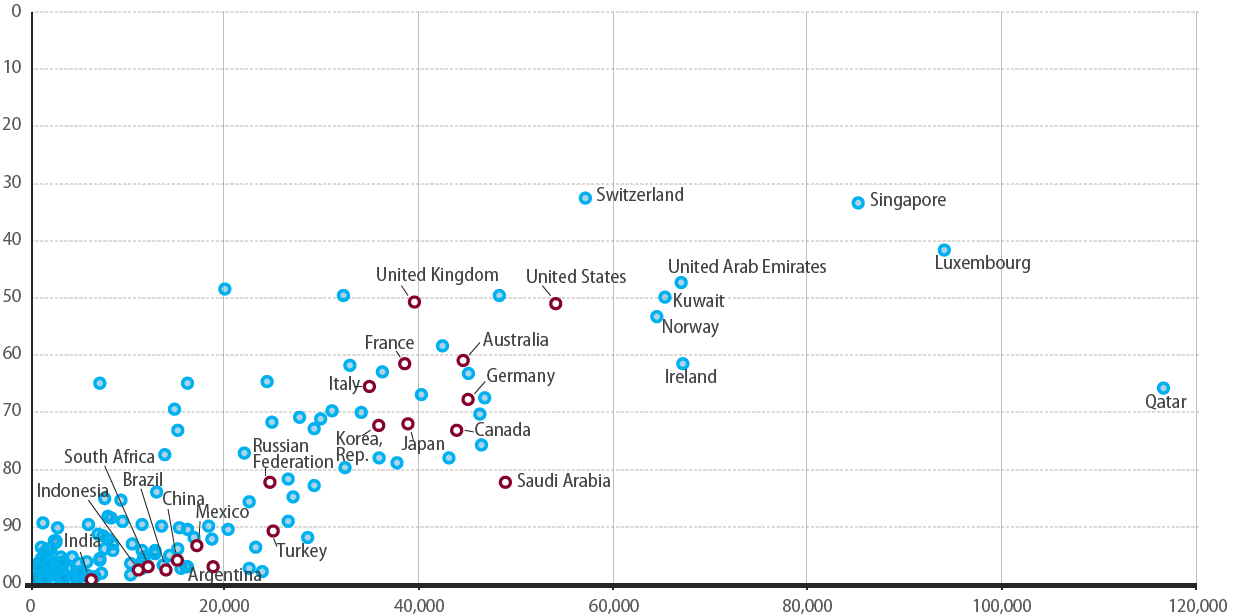 0
10
20
30
Switzerland
Singapore
40
Luxembourg
United Kingdom
United States
United Arab Emirates
50
Kuwait
Norway
France
Australia
60
Italy
Germany
Ireland
Qatar
70
Korea,
Rep.
Japan
Canada
South Africa
Russian
Federation
80
Saudi Arabia
Indonesia
Brazil
China
Mexico
90
India
Turkey
Argentina
00
0
20,000
40,000
60,000
80,000
100,000
120,000